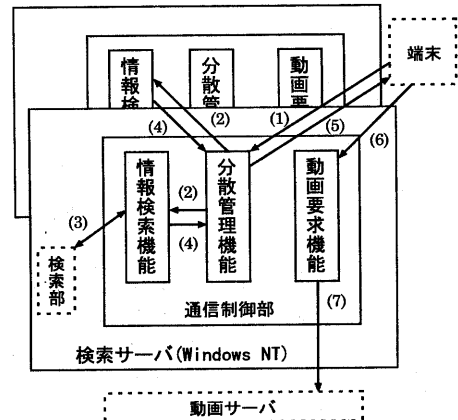 情報検
分散管
動画要
端末
(4)
(2)
(1)
(5)
(6)
情報検索機能
(2)
(4)
分散管理機能
動画要求機能
(3)
検索部
(7)
通信制御部
検索サーバ(Windows NT)
動画サーバ